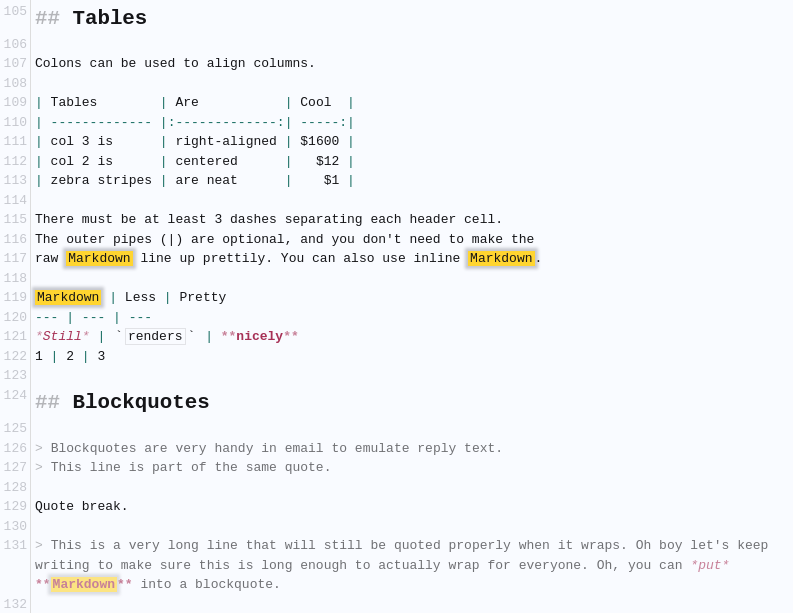 105 ## Tables
106
107 Colons can be used to align columns.
108
109 | Tables        | Are           | Cool  |
110 | ------------- |:-------------:| -----:|
111 | col 3 is      | right-aligned | $1600 |
112 | col 2 is      | centered      |   $12 |
113 | zebra stripes | are neat      |    $1 |
114
115 There must be at least 3 dashes separating each header cell.
116 The outer pipes (|) are optional, and you don't need to make the
117 raw Markdown line up prettily. You can also use inline Markdown.
118
119 Markdown | Less | Pretty
120 --- | --- | ---
121 *Still* | `renders` | **nicely**
122 1 | 2 | 3
123
124 ## Blockquotes
125
126 > Blockquotes are very handy in email to emulate reply text.
127 > This line is part of the same quote.
128
129 Quote break.
130
131 > This is a very long line that will still be quoted properly when it wraps. Oh boy let's keep
writing to make sure this is long enough to actually wrap for everyone. Oh, you can *put*
**Markdown** into a blockquote.
132